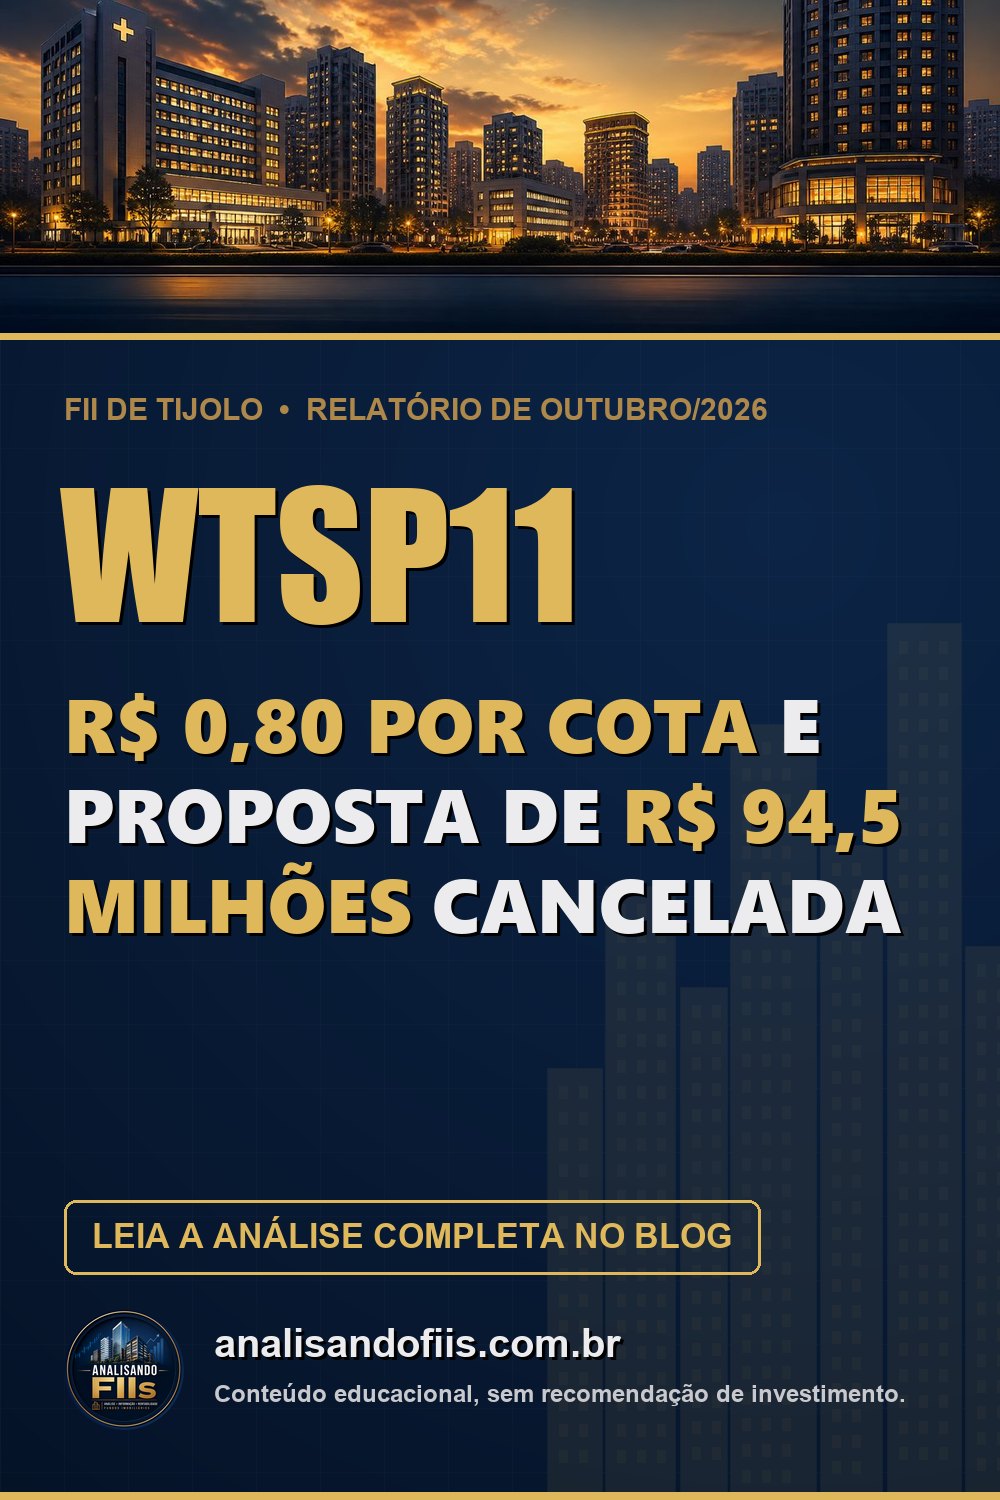 FII DE TIJOLO • RELATÓRIO DE OUTUBRO/2026
WTSP11
R$ 0,80 POR COTA E
PROPOSTA DE R$ 94,5
MILHÕES CANCELADA
LEIA A ANÁLISE COMPLETA NO BLOG
ANALISANDO
FIIs
analisandofiis.com.br
Conteúdo educacional, sem recomendação de investimento.